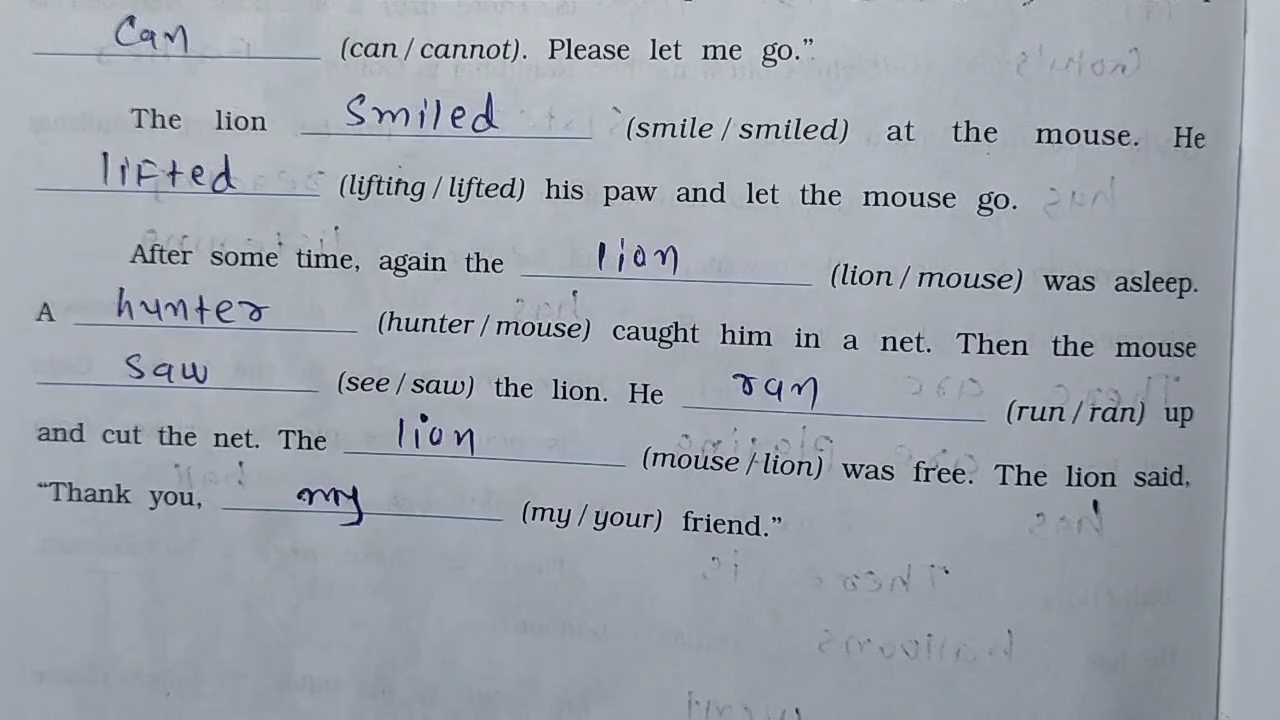 Can (can / cannot). Please let me go.”
The lion Smiled (smile / smiled) at the mouse. He
lifted (lifting / lifted) his paw and let the mouse go.
After some time, again the lion (lion / mouse) was asleep.
A hunter (hunter / mouse) caught him in a net. Then the mouse
Saw (see / saw) the lion. He ran (run / ran) up
and cut the net. The lion (mouse / lion) was free. The lion said,
“Thank you, my (my / your) friend.”